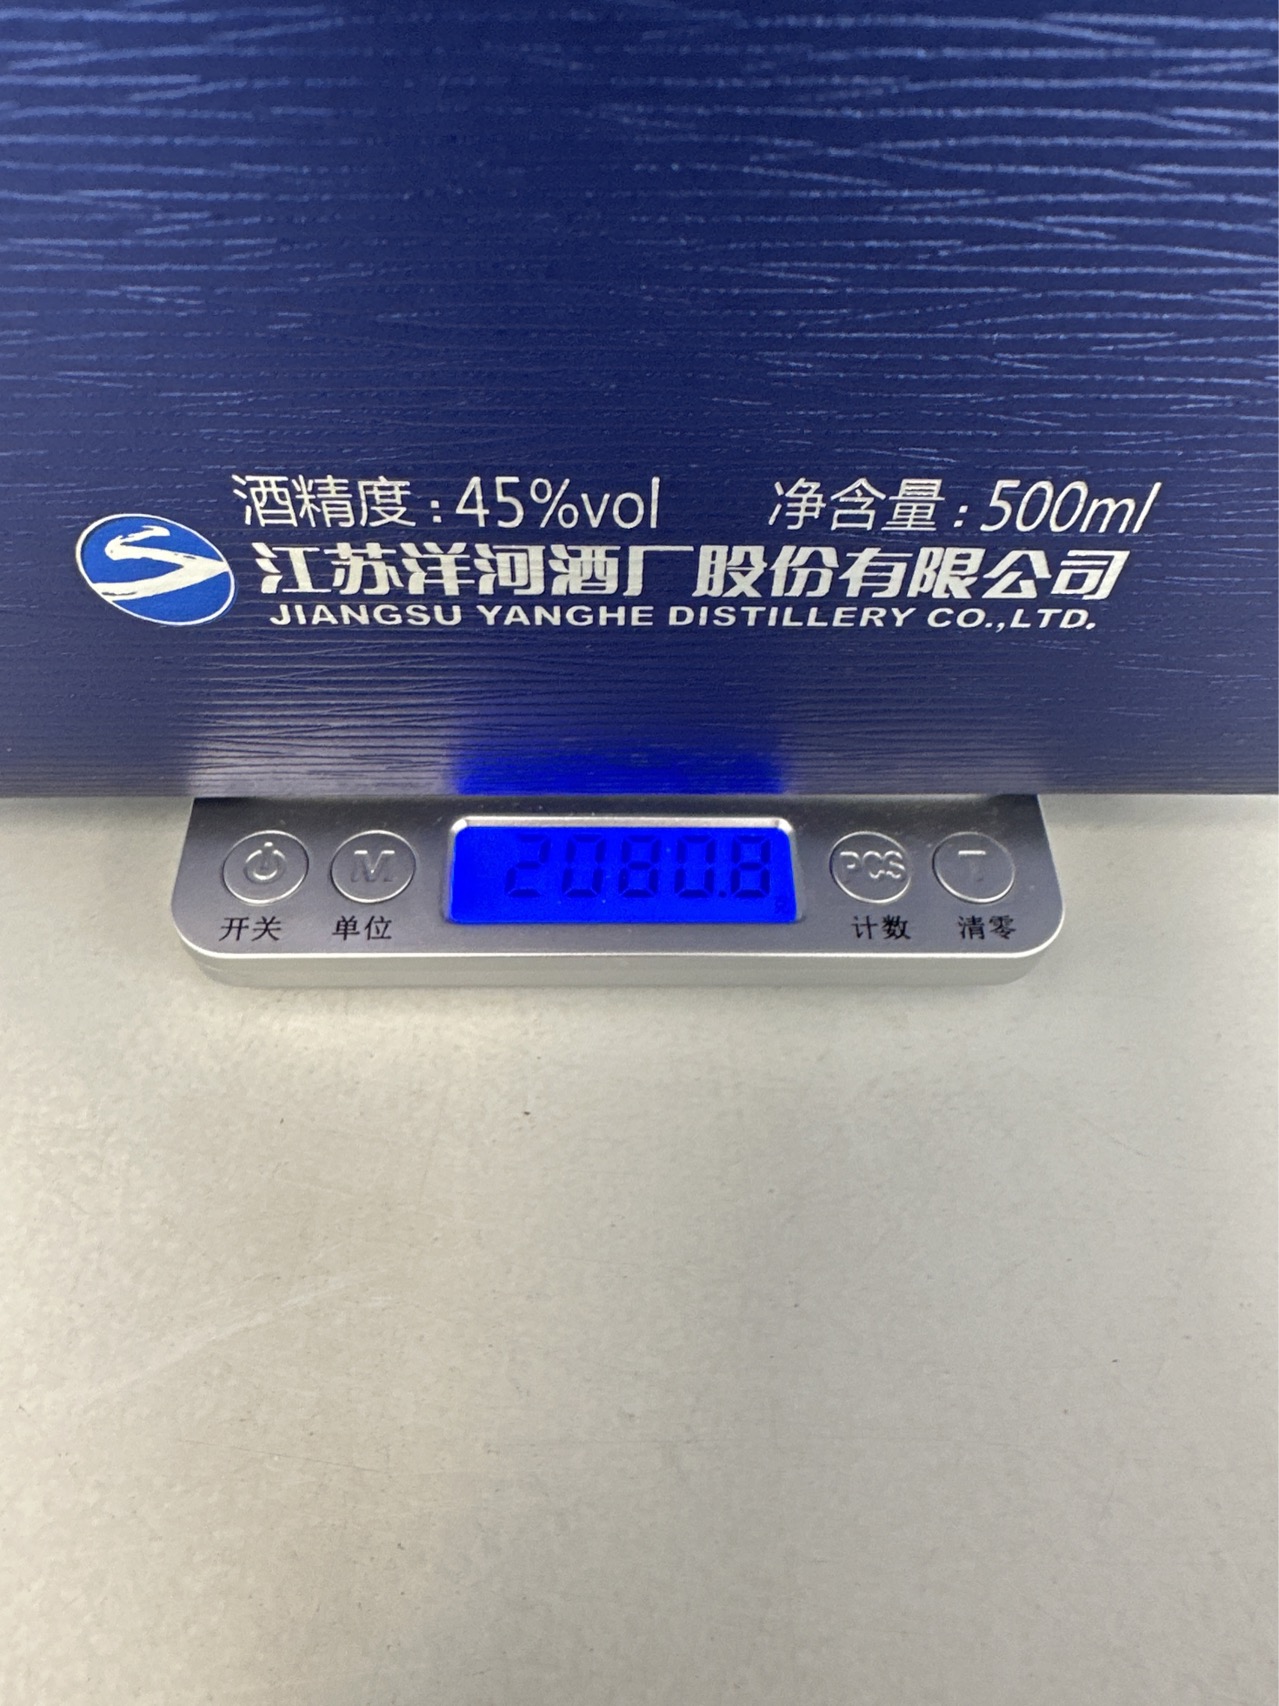 酒精度:45%vol 净含量:500ml
江苏洋河酒厂股份有限公司
JIANGSU YANGHE DISTILLERY CO.,LTD.
M 2080.8 PCS T
开关 单位 计数 清零